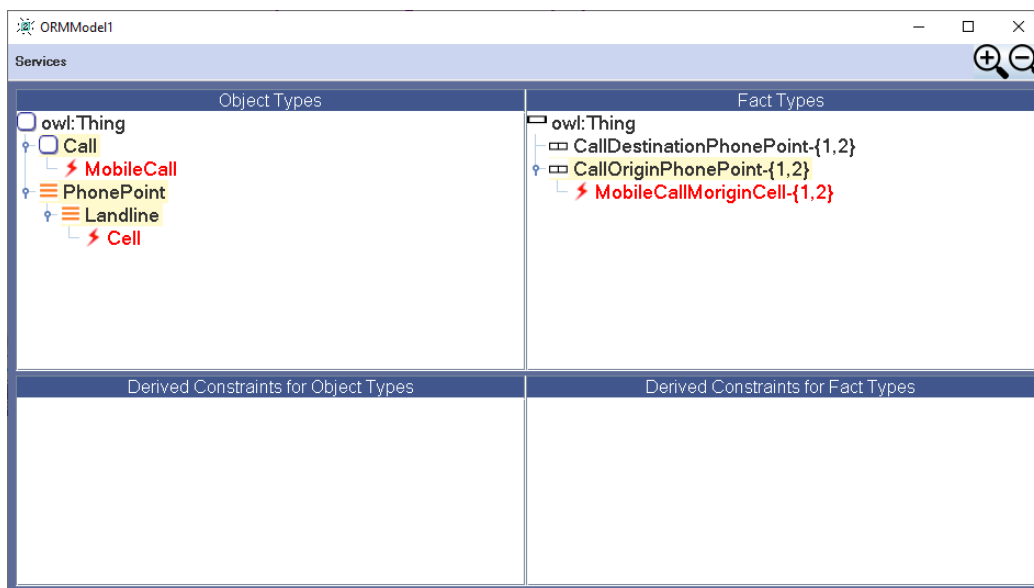 ORMModel1
Services
Object Types
owl:Thing
Call
MobileCall
PhonePoint
Landline
Cell
Fact Types
owl:Thing
CallDestinationPhonePoint-{1,2}
CallOriginPhonePoint-{1,2}
MobileCallMoriginCell-{1,2}
Derived Constraints for Object Types
Derived Constraints for Fact Types